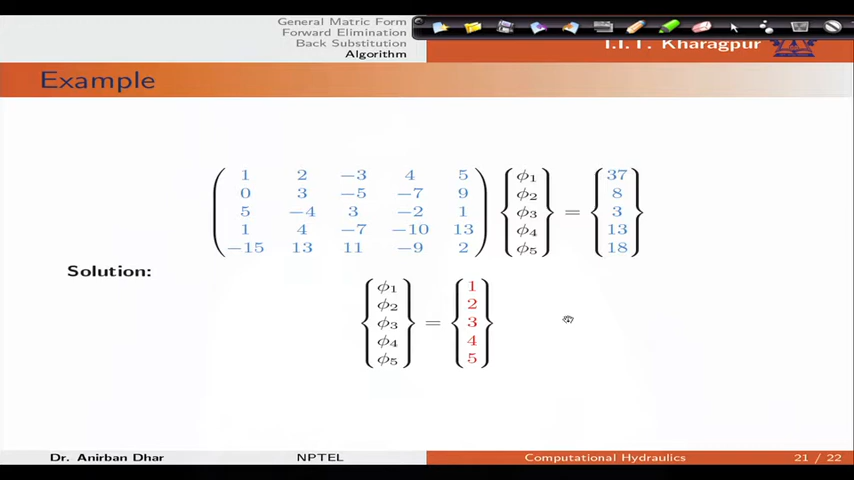 General Matric Form
Forward Elimination
Back Substitution
Algorithm
I.I.T. Kharagpur
Example
1 2 −3 4 5 ϕ1 37
0 3 −5 −7 9 ϕ2 8
5 −4 3 −2 1 ϕ3 = 3
1 4 −7 −10 13 ϕ4 13
−15 13 11 −9 2 ϕ5 18
Solution:
ϕ1 1
ϕ2 2
ϕ3 = 3
ϕ4 4
ϕ5 5
Dr. Anirban Dhar NPTEL Computational Hydraulics 21 / 22